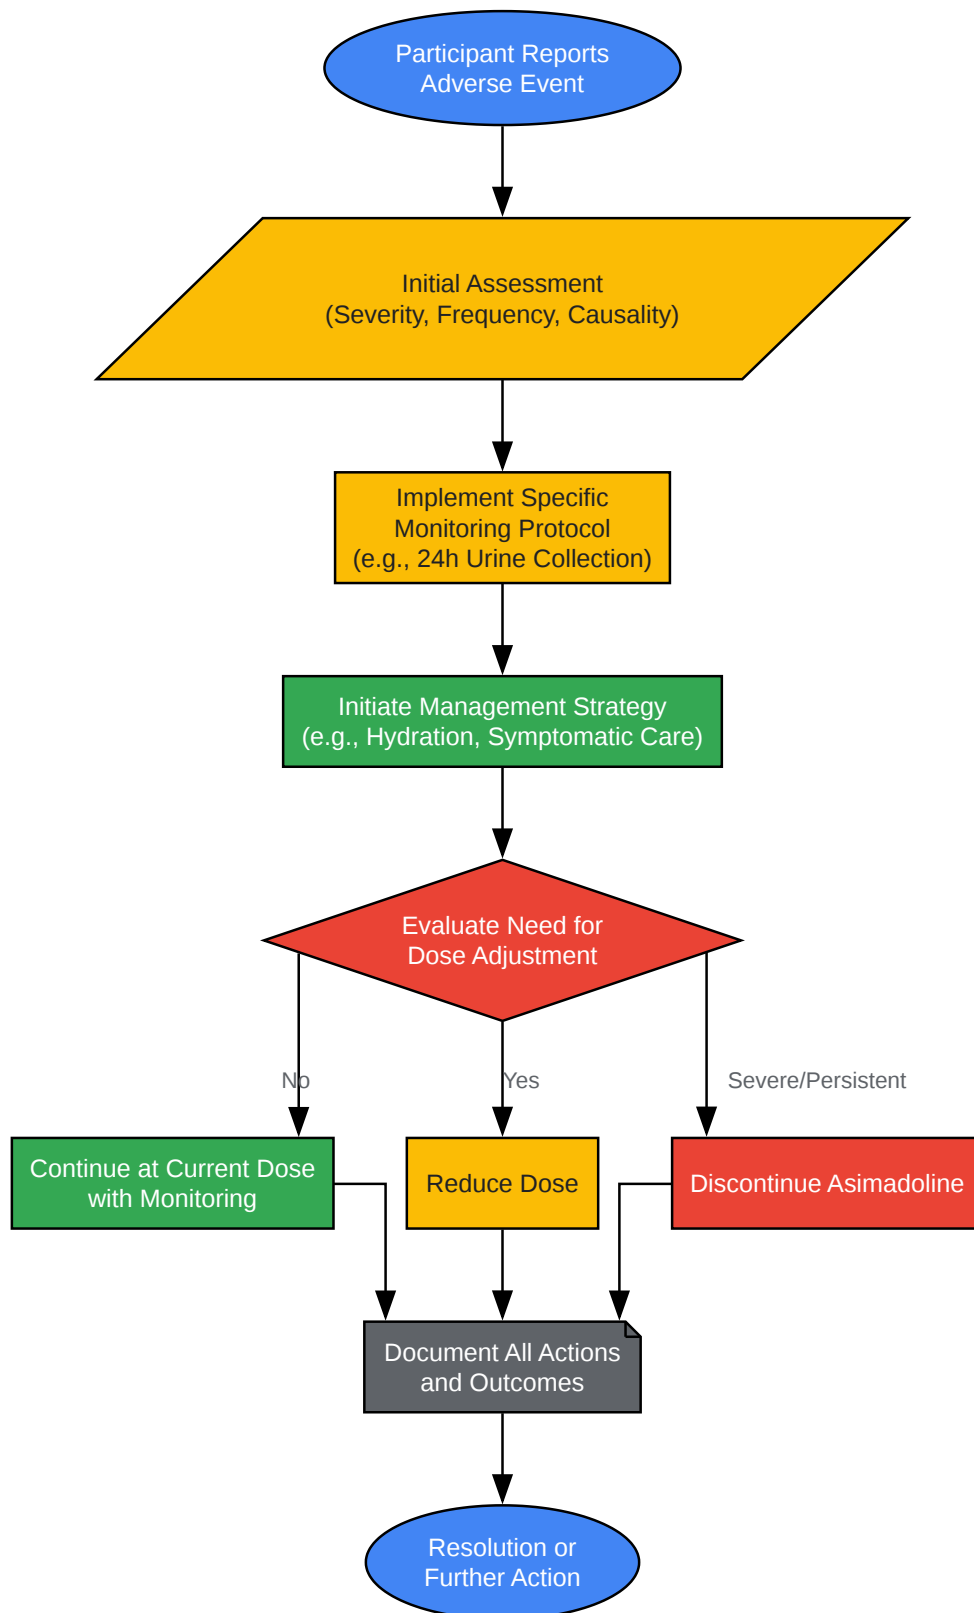 Participant Reports
Adverse Event
Initial Assessment
(Severity, Frequency, Causality)
Implement Specific
Monitoring Protocol
(e.g., 24h Urine Collection)
Initiate Management Strategy
(e.g., Hydration, Symptomatic Care)
Evaluate Need for
Dose Adjustment
No
Yes
Severe/Persistent
Continue at Current Dose
with Monitoring
Reduce Dose
Discontinue Asimadoline
Document All Actions
and Outcomes
Resolution or
Further Action